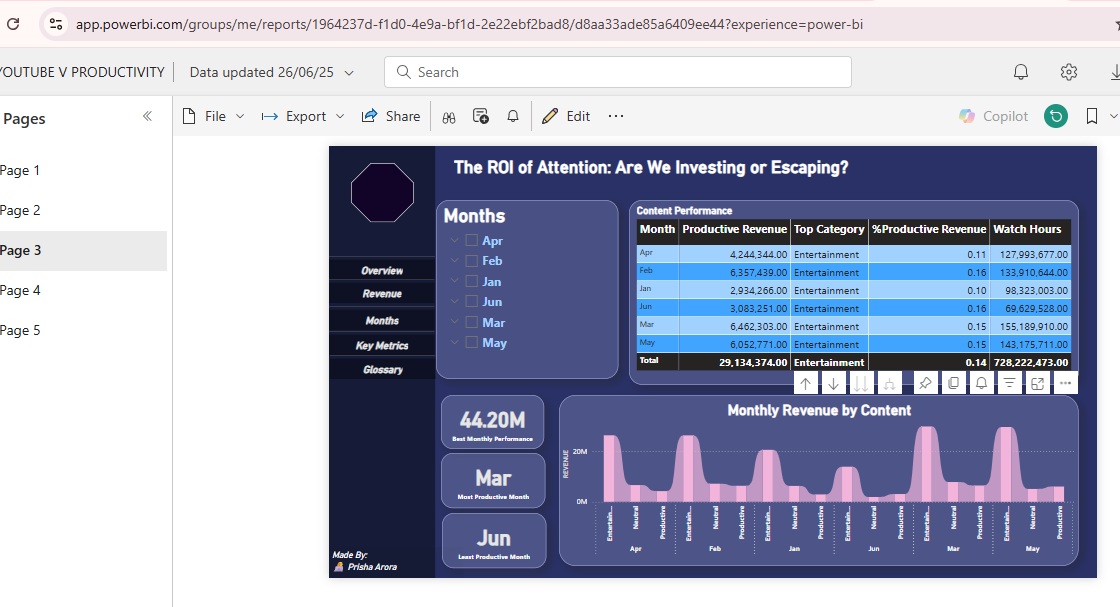 app.powerbi.com/groups/me/reports/1964237d-f1d0-4e9a-bf1d-2e22ebf2bad8/d8aa33ade85a6409ee44?experience=power-bi
YOUTUBE V PRODUCTIVITY
Data updated 26/06/25
Search
Pages
File
Export
Share
Edit
Copilot
Page 1
Page 2
Page 3
Page 4
Page 5
The ROI of Attention: Are We Investing or Escaping?
Overview
Revenue
Months
Key Metrics
Glossary
Made By:
Prisha Arora
Months
Apr
Feb
Jan
Jun
Mar
May
Content Performance
Month Productive Revenue Top Category %Productive Revenue Watch Hours
Apr 4,244,344.00 Entertainment 0.11 127,993,677.00
Feb 6,357,439.00 Entertainment 0.16 133,910,644.00
Jan 2,934,266.00 Entertainment 0.10 98,323,003.00
Jun 3,083,251.00 Entertainment 0.16 69,629,528.00
Mar 6,462,303.00 Entertainment 0.15 155,189,910.00
May 6,052,771.00 Entertainment 0.15 143,175,711.00
Total 29,134,374.00 Entertainment 0.14 728,222,473.00
44.20M
Best Monthly Performance
Mar
Most Productive Month
Jun
Least Productive Month
Monthly Revenue by Content
REVENUE
20M
0M
Entertain... Neutral Productive Entertain... Neutral Productive Entertain... Neutral Productive Entertain... Neutral Productive Entertain... Neutral Productive Entertain... Neutral Productive
Apr Feb Jan Jun Mar May